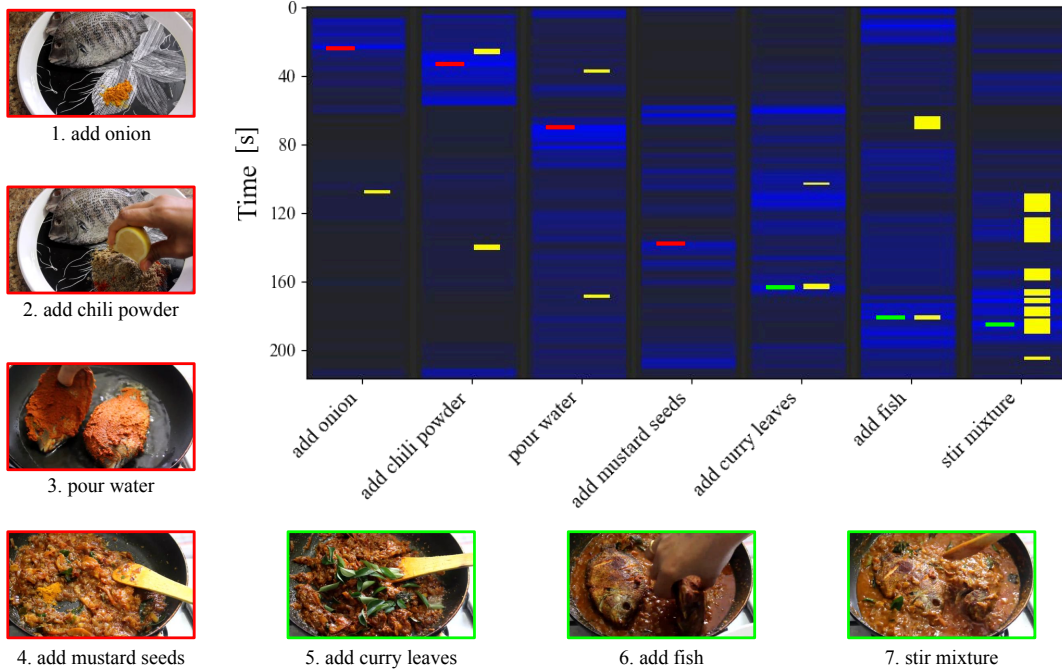 1. add onion
2. add chili powder
3. pour water
4. add mustard seeds
5. add curry leaves
6. add fish
7. stir mixture
Time [s]
0
40
80
120
160
200
add onion
add chili powder
pour water
add mustard seeds
add curry leaves
add fish
stir mixture